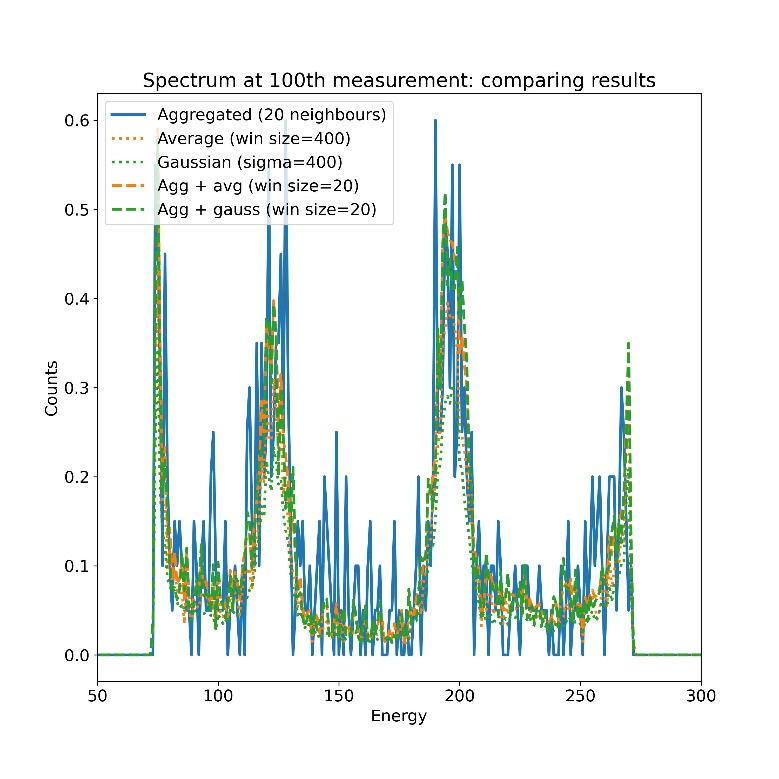 Spectrum at 100th measurement: comparing results
Aggregated (20 neighbours)
Average (win size=400)
Gaussian (sigma=400)
Agg + avg (win size=20)
Agg + gauss (win size=20)
0.6
0.5
0.4
0.3
0.2
0.1
0.0
Counts
50 100 150 200 250 300
Energy